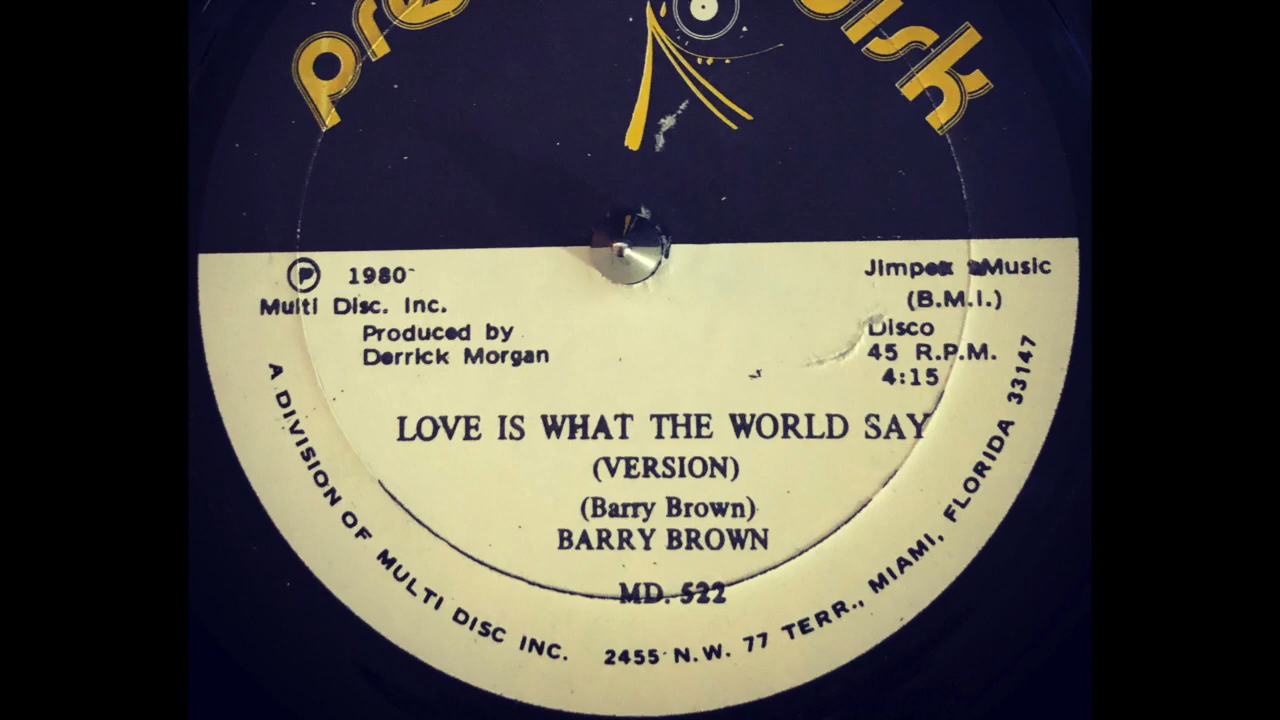 ℗ 1980
Multi Disc. Inc.
Produced by
Derrick Morgan
Music
(B.M.I.)
Disco
45 R.P.M.
4:15
LOVE IS WHAT THE WORLD SAY
(VERSION)
(Barry Brown)
BARRY BROWN
MD. 522
A DIVISION OF MULTI DISC INC. 2455 N.W. 77 TERR., MIAMI, FLORIDA 33147